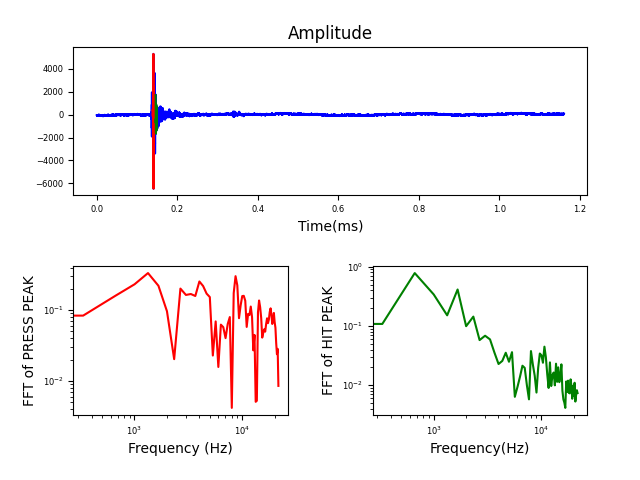 Amplitude
4000
2000
0
−2000
−4000
−6000
0.0 0.2 0.4 0.6 0.8 1.0 1.2
Time(ms)
FFT of PRESS PEAK
10⁻¹
10⁻²
10³ 10⁴
Frequency (Hz)
FFT of HIT PEAK
10⁰
10⁻¹
10⁻²
10³ 10⁴
Frequency(Hz)